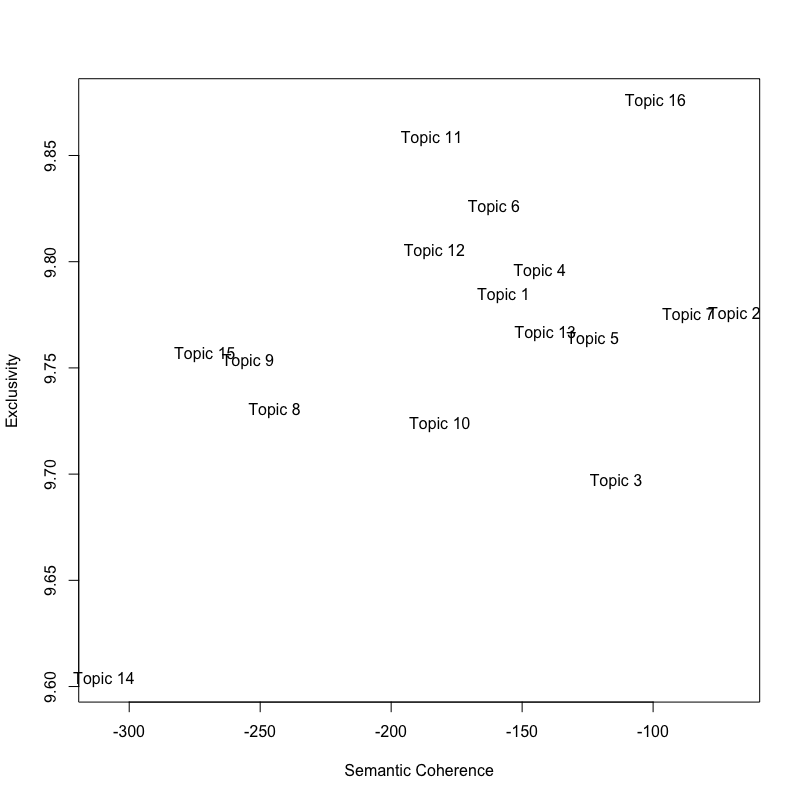 Topic 16
Topic 11
9.85
Topic 6
Topic 12
9.80
Topic 4
Topic 1
Topic 7
Topic 2
Topic 13
Topic 5
Topic 15
Topic 9
9.75
Exclusivity
Topic 8
Topic 10
9.70
Topic 3
9.65
Topic 14
9.60
-300 -250 -200 -150 -100
Semantic Coherence